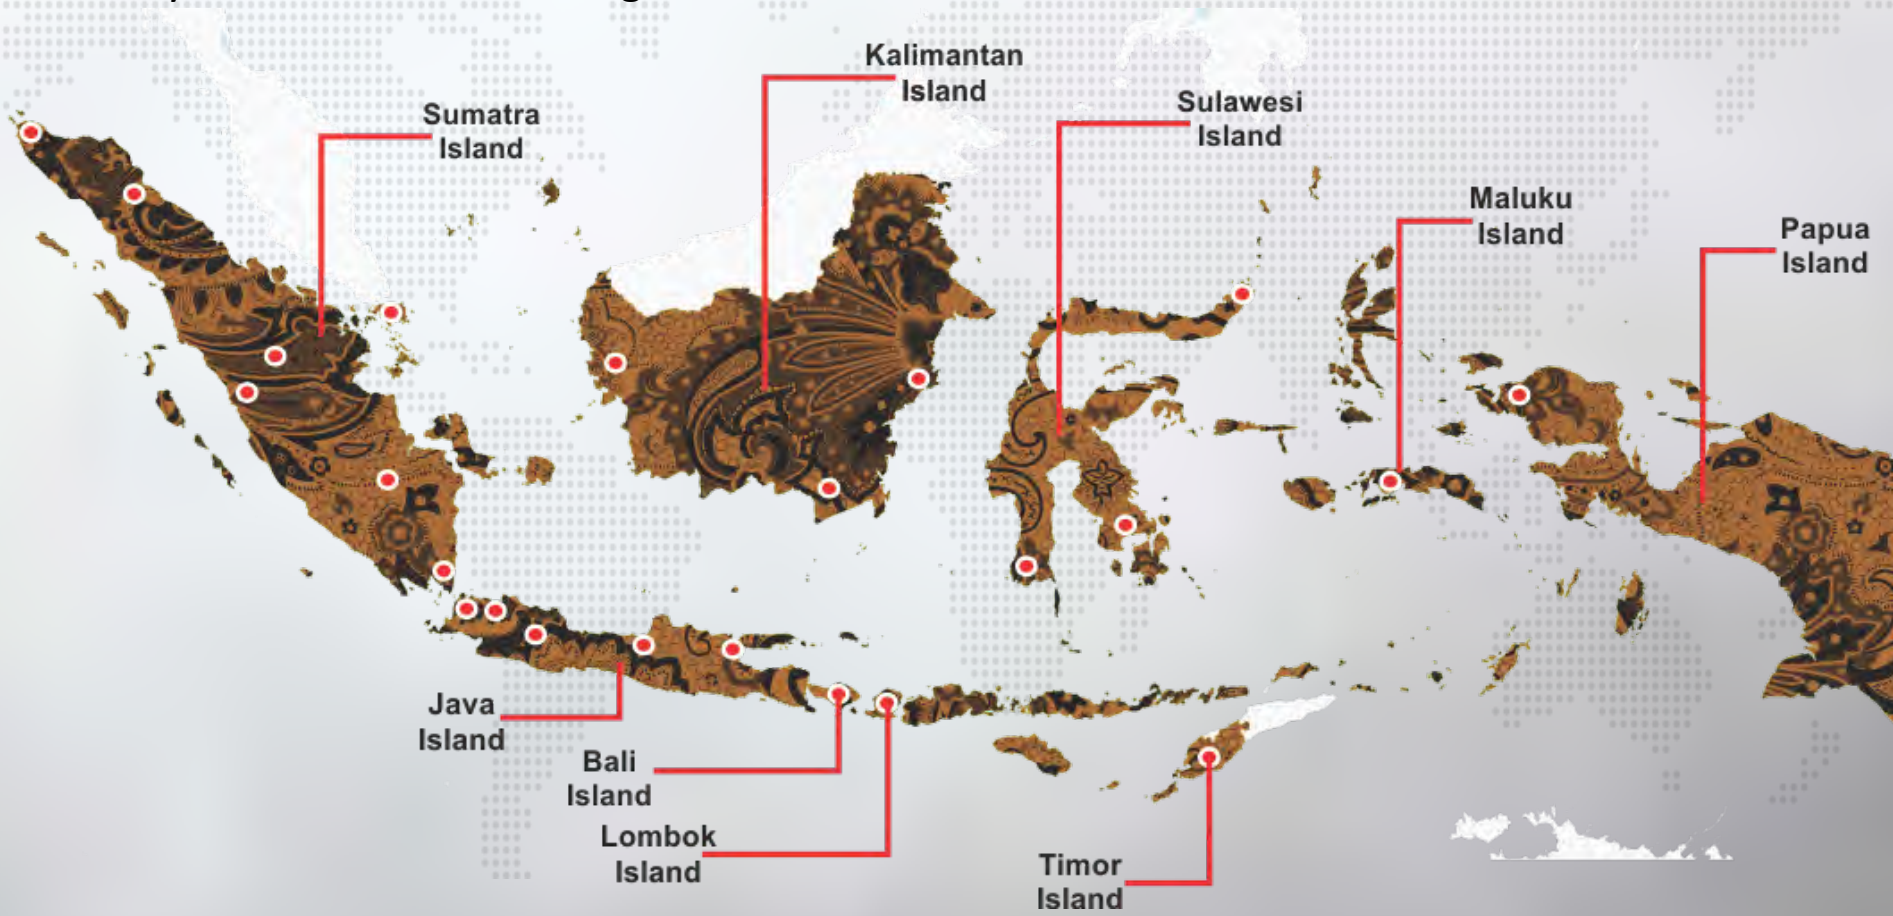 Kalimantan
Island
Sumatra
Island
Sulawesi
Island
Maluku
Island
Papua
Island
Java
Island
Bali
Island
Lombok
Island
Timor
Island